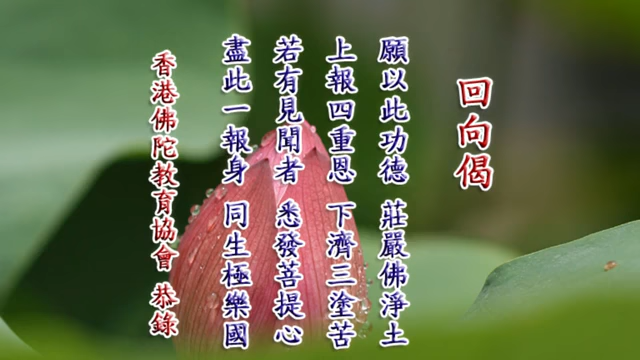 回向偈
願以此功德 莊嚴佛淨土
上報四重恩 下濟三塗苦
若有見聞者 悉發菩提心
盡此一報身 同生極樂國
香港佛陀教育協會 恭錄